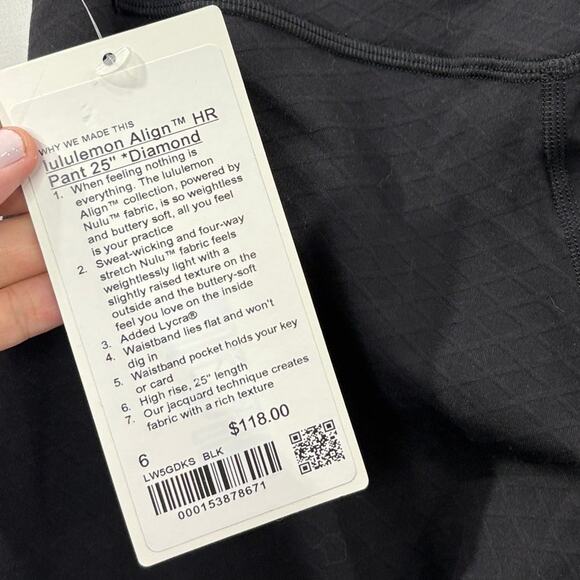 WHY WE MADE THIS
lululemon Align™ HR
Pant 25" *Diamond
1. When feeling nothing is
everything. The lululemon
Align™ collection, powered by
Nulu™ fabric, is so weightless
and buttery soft, all you feel
is your practice
2. Sweat-wicking and four-way
stretch Nulu™ fabric feels
weightlessly light with a
slightly raised texture on the
outside and the buttery-soft
feel you love on the inside
3. Added Lycra®
4. Waistband lies flat and won't
dig in
5. Waistband pocket holds your key
or card
6. High rise, 25" length
7. Our jacquard technique creates
fabric with a rich texture
6 $118.00
LW5GDKS BLK
000153878671